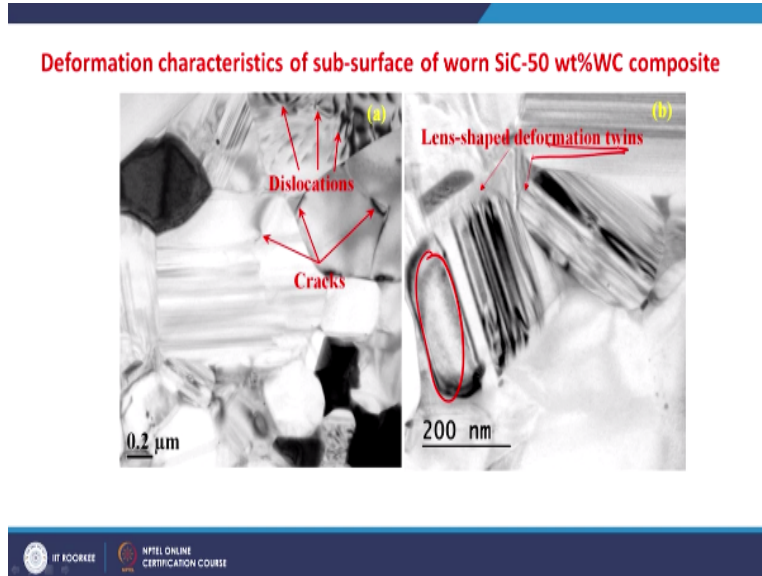 Deformation characteristics of sub-surface of worn SiC-50 wt%WC composite
(a)
Dislocations
Cracks
0.2 µm
(b)
Lens-shaped deformation twins
200 nm
IIT ROORKEE
NPTEL ONLINE
CERTIFICATION COURSE